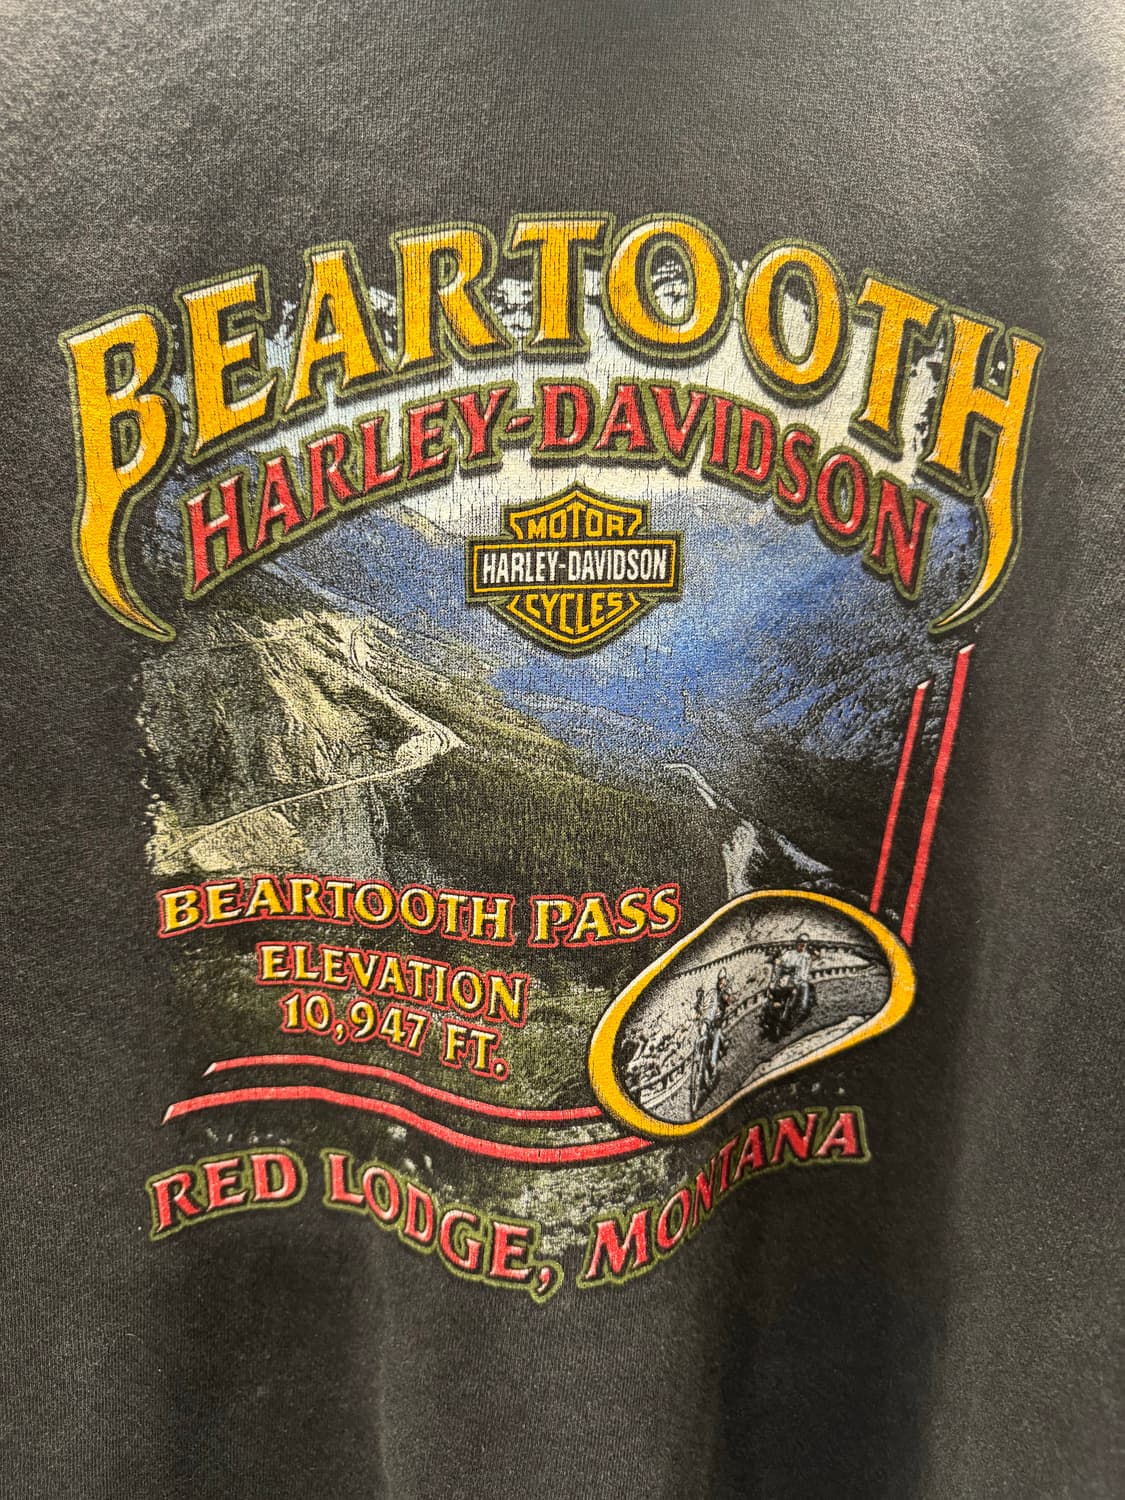 BEARTOOTH
HARLEY-DAVIDSON
MOTOR
HARLEY-DAVIDSON
CYCLES
BEARTOOTH PASS
ELEVATION
10,947 FT.
RED LODGE, MONTANA